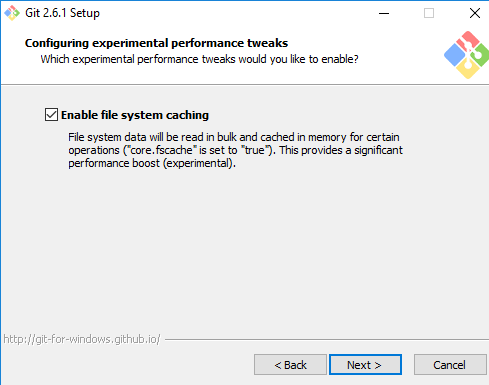 Git 2.6.1 Setup
Configuring experimental performance tweaks
Which experimental performance tweaks would you like to enable?
Enable file system caching
File system data will be read in bulk and cached in memory for certain
operations ("core.fscache" is set to "true"). This provides a significant
performance boost (experimental).
http://git-for-windows.github.io/
< Back
Next >
Cancel